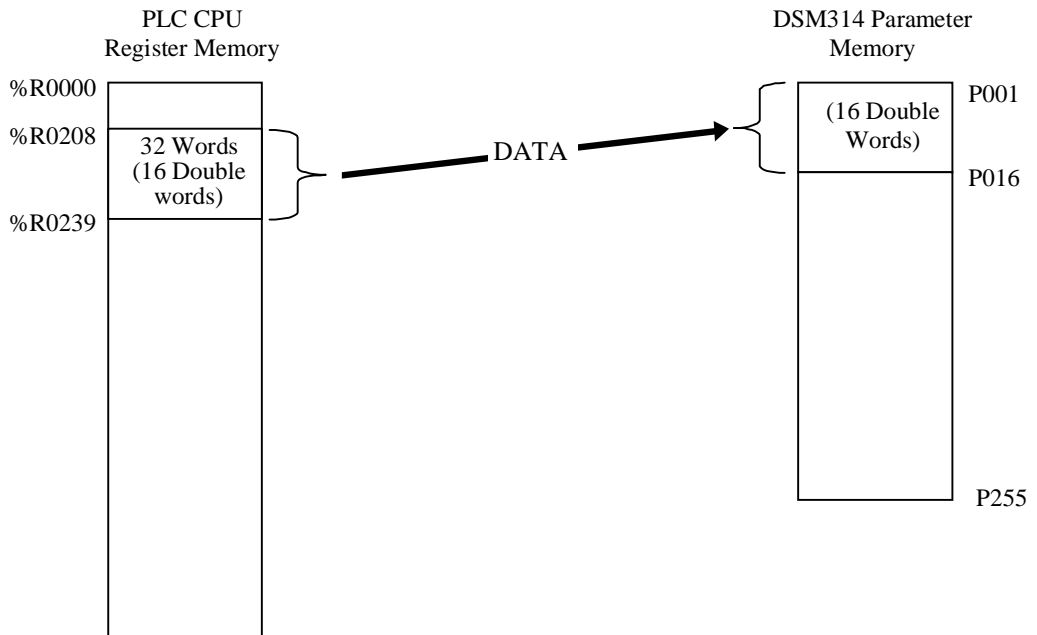 PLC CPU
Register Memory
DSM314 Parameter
Memory
%R0000
%R0208
32 Words
(16 Double
words)
%R0239
DATA
(16 Double
Words)
P001
P016
P255